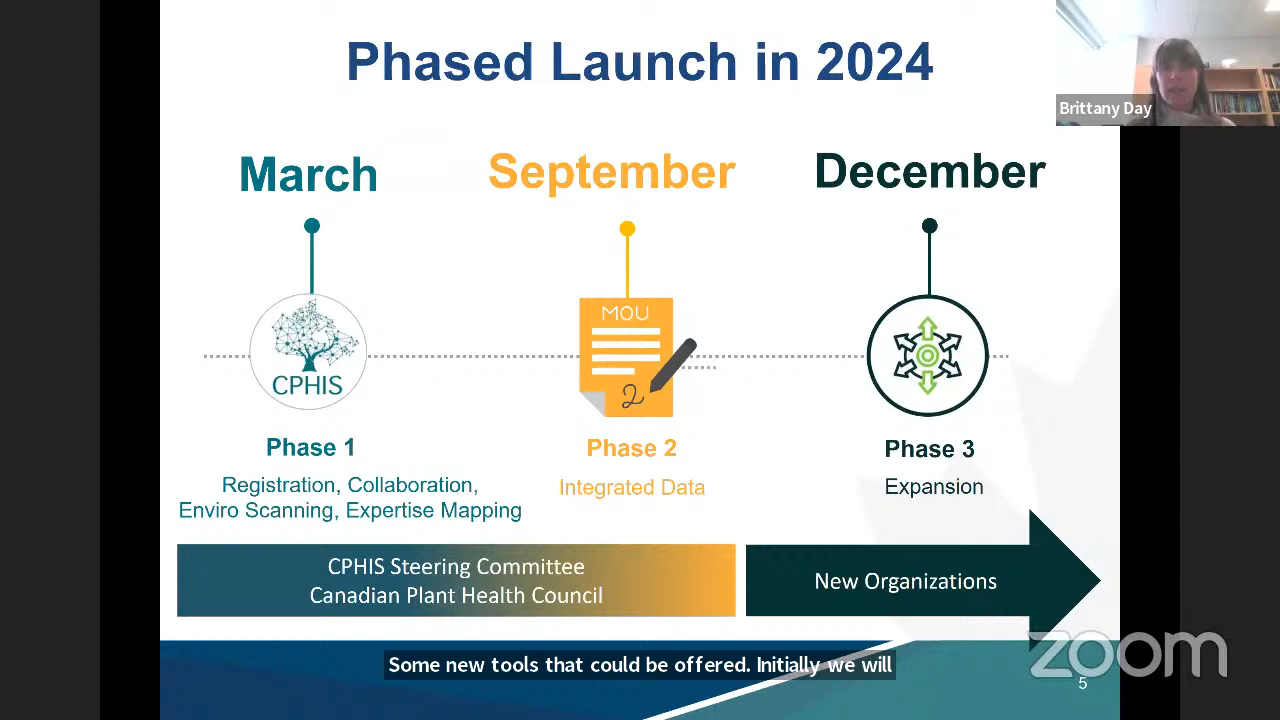 Phased Launch in 2024
Brittany Day
March
September
December
CPHIS
MOU
2
Phase 1
Phase 2
Phase 3
Registration, Collaboration,
Enviro Scanning, Expertise Mapping
Integrated Data
Expansion
CPHIS Steering Committee
Canadian Plant Health Council
New Organizations
Some new tools that could be offered. Initially we will
zoom
5